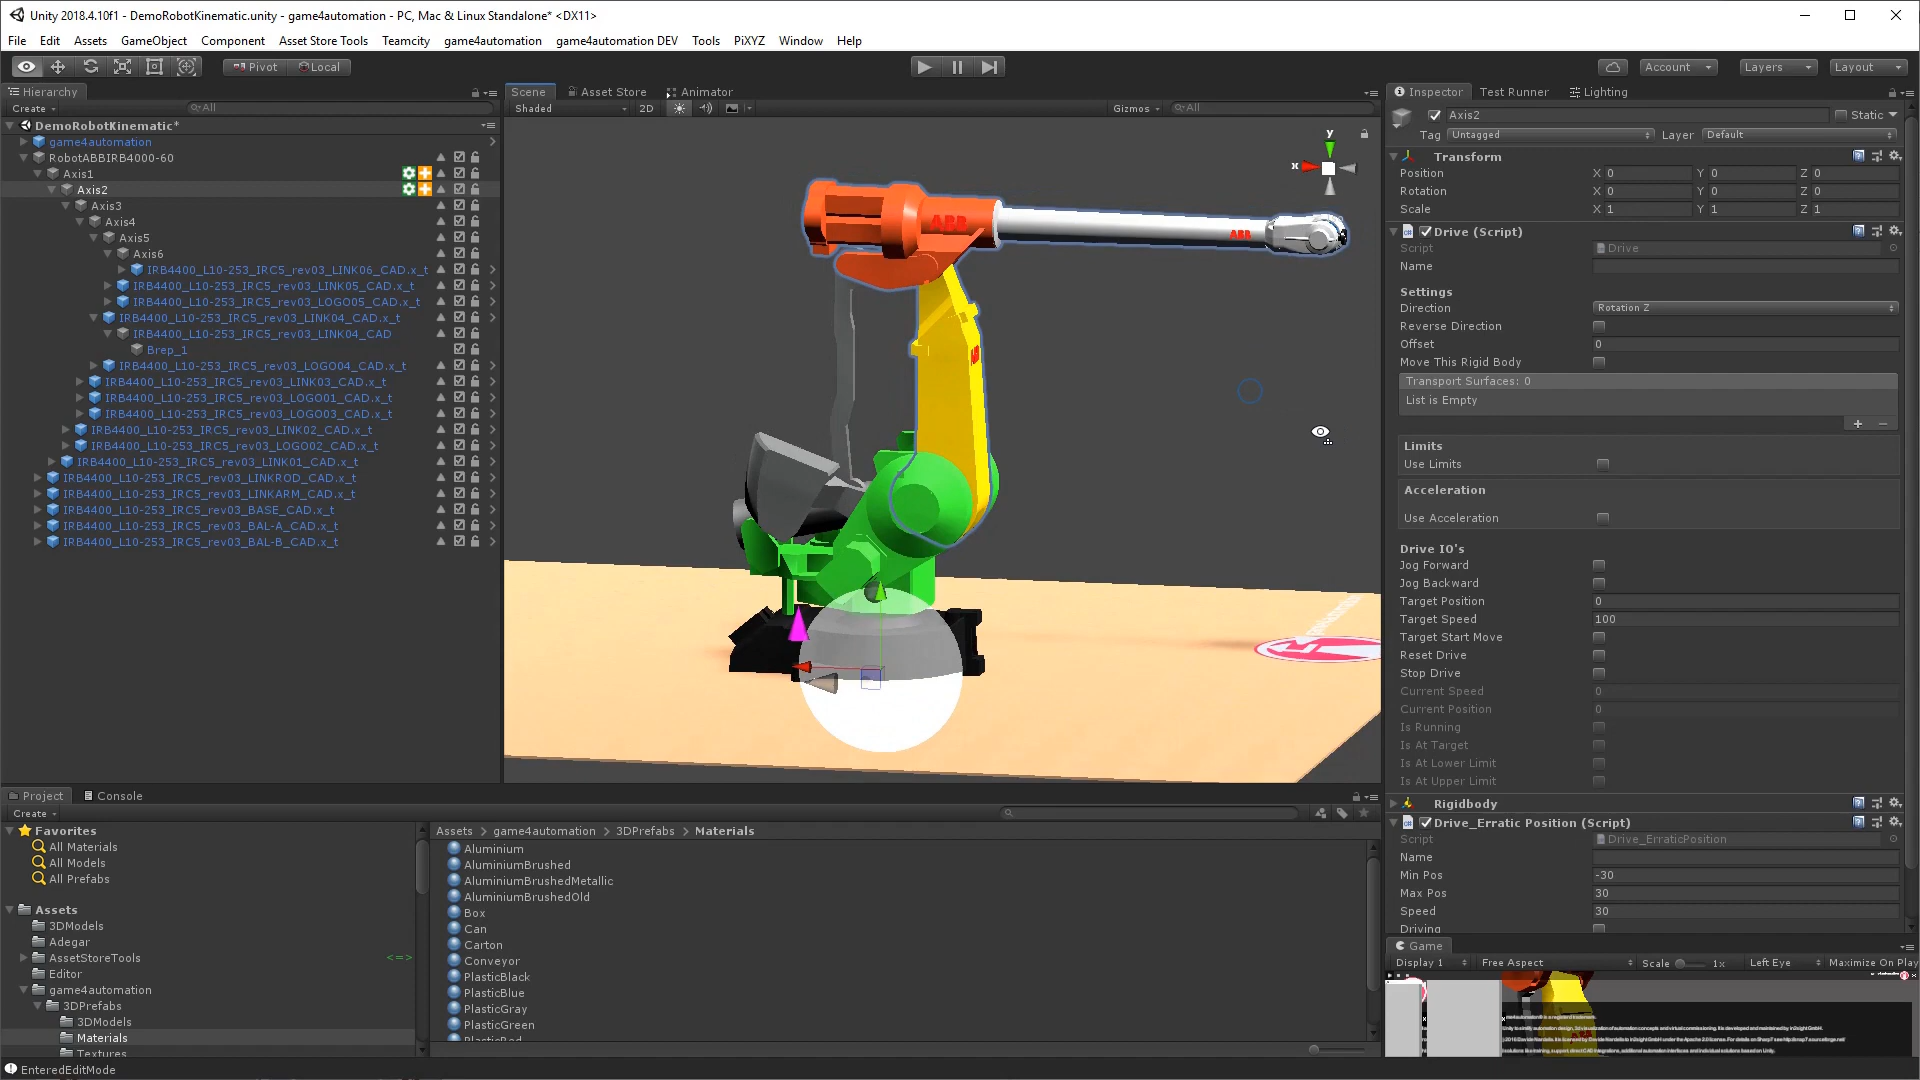 Unity 2018.4.10f1 - DemoRobotKinematic.unity - game4automation - PC, Mac & Linux Standalone* <DX11>
File Edit Assets GameObject Component Asset Store Tools Teamcity game4automation game4automation DEV Tools PiXYZ Window Help
Pivot Local Account Layers Layout
Hierarchy
Create All
DemoRobotKinematic*
game4automation
RobotABBIRB4000-60
Axis1
Axis2
Axis3
Axis4
Axis5
Axis6
IRB4400_L10-253_IRC5_rev03_LINK06_CAD.x_t
IRB4400_L10-253_IRC5_rev03_LINK05_CAD.x_t
IRB4400_L10-253_IRC5_rev03_LOGO05_CAD.x_t
IRB4400_L10-253_IRC5_rev03_LINK04_CAD.x_t
IRB4400_L10-253_IRC5_rev03_LINK04_CAD
Brep_1
IRB4400_L10-253_IRC5_rev03_LOGO04_CAD.x_t
IRB4400_L10-253_IRC5_rev03_LINK03_CAD.x_t
IRB4400_L10-253_IRC5_rev03_LOGO01_CAD.x_t
IRB4400_L10-253_IRC5_rev03_LOGO03_CAD.x_t
IRB4400_L10-253_IRC5_rev03_LINK02_CAD.x_t
IRB4400_L10-253_IRC5_rev03_LOGO02_CAD.x_t
IRB4400_L10-253_IRC5_rev03_LINK01_CAD.x_t
IRB4400_L10-253_IRC5_rev03_LINKROD_CAD.x_t
IRB4400_L10-253_IRC5_rev03_LINKARM_CAD.x_t
IRB4400_L10-253_IRC5_rev03_BASE_CAD.x_t
IRB4400_L10-253_IRC5_rev03_BAL-A_CAD.x_t
IRB4400_L10-253_IRC5_rev03_BAL-B_CAD.x_t
Scene Asset Store Animator
Shaded 2D Gizmos All
y
x
ABB
ABB
Inspector Test Runner Lighting
Axis2 Static
Tag Untagged Layer Default
Transform
Position X 0 Y 0 Z 0
Rotation X 0 Y 0 Z 0
Scale X 1 Y 1 Z 1
Drive (Script)
Script Drive
Name
Settings
Direction Rotation Z
Reverse Direction
Offset 0
Move This Rigid Body
Transport Surfaces: 0
List is Empty
Limits
Use Limits
Acceleration
Use Acceleration
Drive IO's
Jog Forward
Jog Backward
Target Position 0
Target Speed 100
Target Start Move
Reset Drive
Stop Drive
Current Speed 0
Current Position 0
Is Running
Is At Target
Is At Lower Limit
Is At Upper Limit
Rigidbody
Drive_Erratic Position (Script)
Script Drive_ErraticPosition
Name
Min Pos -30
Max Pos 30
Speed 30
Driving
Project Console
Create
Favorites
All Materials
All Models
All Prefabs
Assets
3DModels
Adegar
AssetStoreTools <=>
Editor
game4automation
3DPrefabs
3DModels
Materials
Textures
Assets > game4automation > 3DPrefabs > Materials
Aluminium
AluminiumBrushed
AluminiumBrushedMetallic
AluminiumBrushedOld
Box
Can
Carton
Conveyor
PlasticBlack
PlasticBlue
PlasticGray
PlasticGreen
PlasticRed
Game
Display 1 Free Aspect Scale 1x Left Eye Maximize On Play
EnteredEditMode